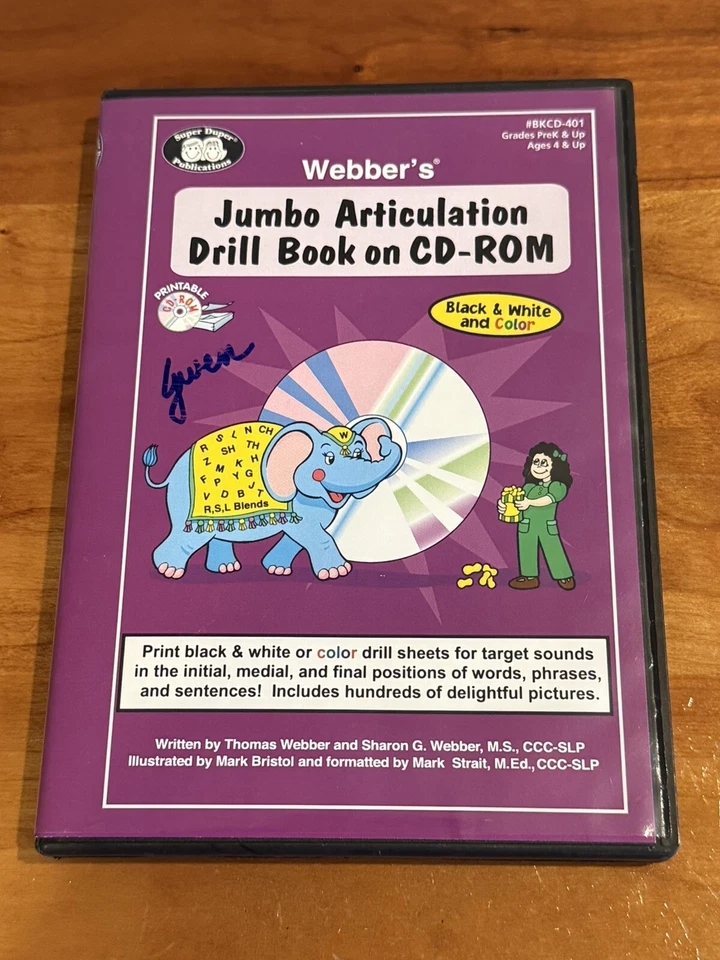 Super Duper®
Publications
#BKCD-401
Grades PreK & Up
Ages 4 & Up
Webber's®
Jumbo Articulation
Drill Book on CD-ROM
PRINTABLE
CD-ROM
Black & White
and Color
Gwen
W
R S L N CH
Z SH TH
F M K H
P Y G
V D B T J
R,S,L Blends
Print black & white or color drill sheets for target sounds
in the initial, medial, and final positions of words, phrases,
and sentences! Includes hundreds of delightful pictures.
Written by Thomas Webber and Sharon G. Webber, M.S., CCC-SLP
Illustrated by Mark Bristol and formatted by Mark Strait, M.Ed., CCC-SLP